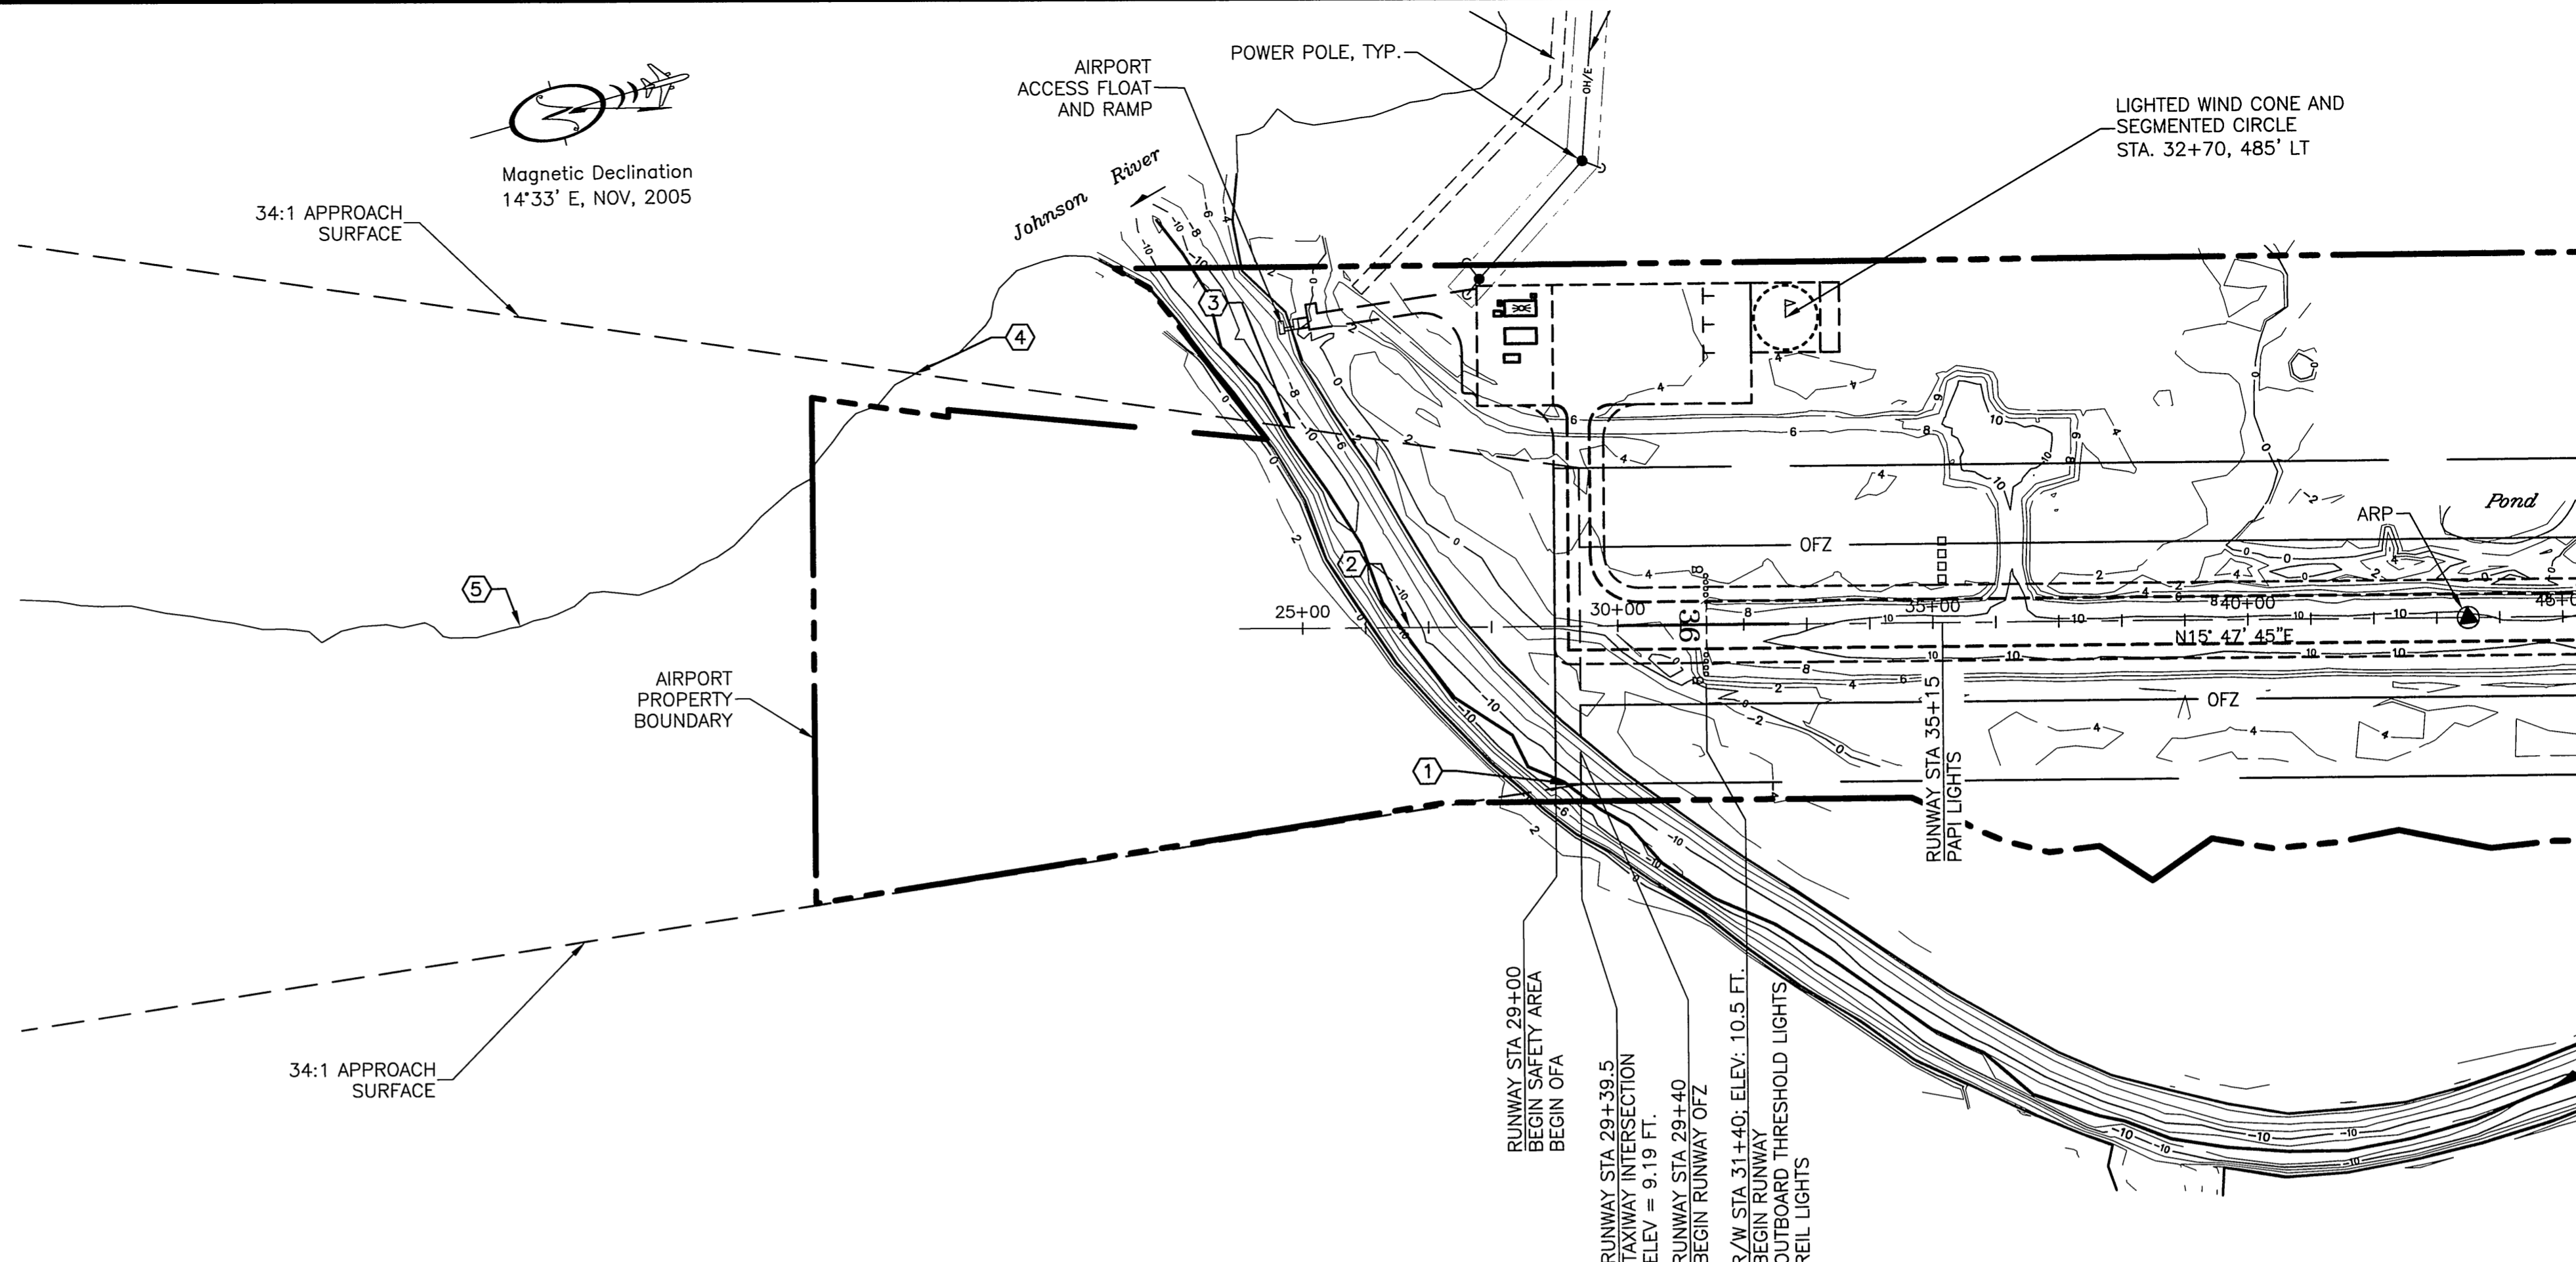 POWER POLE, TYP.
OH/E
AIRPORT
ACCESS FLOAT
AND RAMP
LIGHTED WIND CONE AND
SEGMENTED CIRCLE
STA. 32+70, 485' LT
Magnetic Declination
14°33' E, NOV, 2005
Johnson River
34:1 APPROACH
SURFACE
3
4
Pond
ARP
OFZ
2
5
25+00
30+00
35+00
40+00
36
N15° 47' 45"E
AIRPORT
PROPERTY
BOUNDARY
OFZ
1
RUNWAY STA 35+15
PAPI LIGHTS
34:1 APPROACH
SURFACE
RUNWAY STA 29+00
BEGIN SAFETY AREA
BEGIN OFA
RUNWAY STA 29+39.5
TAXIWAY INTERSECTION
ELEV = 9.19 FT.
RUNWAY STA 29+40
BEGIN RUNWAY OFZ
R/W STA 31+40; ELEV: 10.5 FT.
BEGIN RUNWAY
OUTBOARD THRESHOLD LIGHTS
REIL LIGHTS